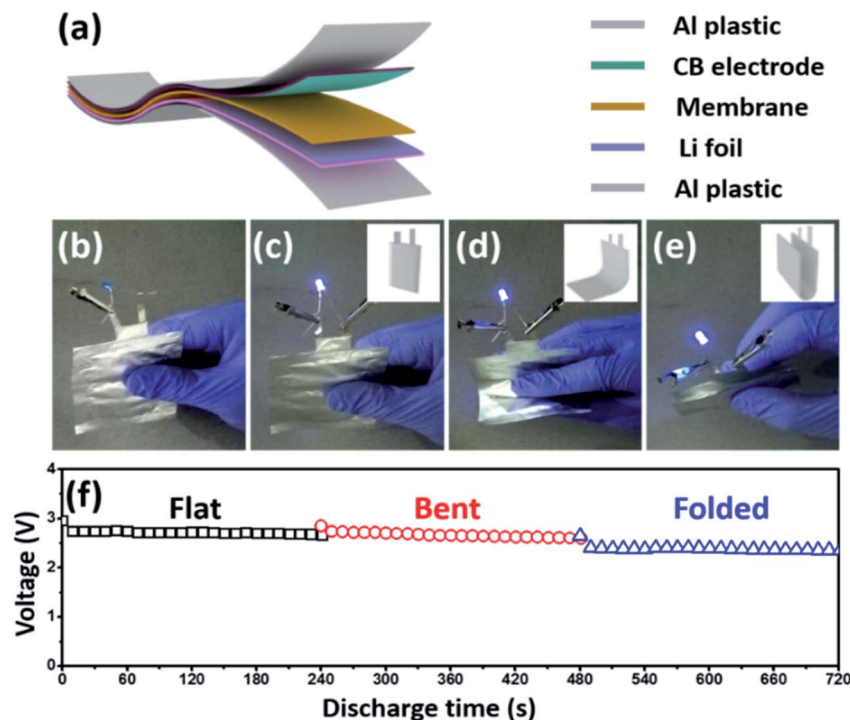 (a)
Al plastic
CB electrode
Membrane
Li foil
Al plastic
(b)
(c)
(d)
(e)
(f)
Flat
Bent
Folded
Voltage (V)
4
3
2
1
0
0 60 120 180 240 300 360 420 480 540 600 660 720
Discharge time (s)